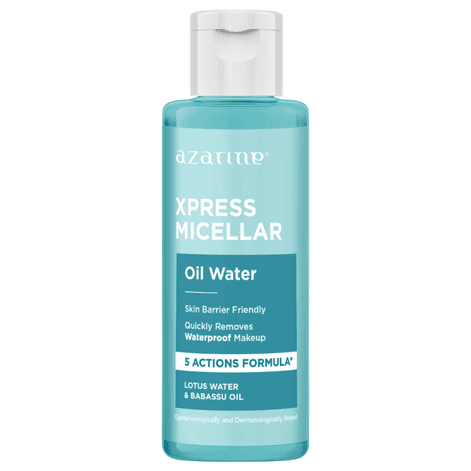 azarine
XPRESS
MICELLAR
Oil Water
Skin Barrier Friendly
Quickly Removes
Waterproof Makeup
5 ACTIONS FORMULA*
LOTUS WATER
& BABASSU OIL
Ophthalmologically and Dermatologically Tested